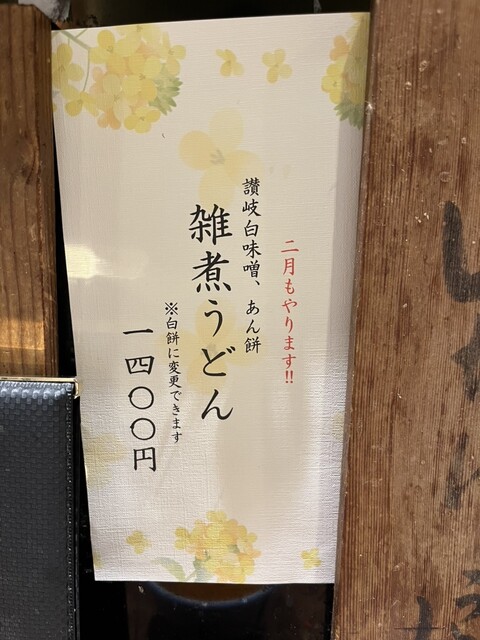 二月もやります!!
讃岐白味噌、あん餅
雑煮うどん
※白餅に変更できます
一四〇〇円